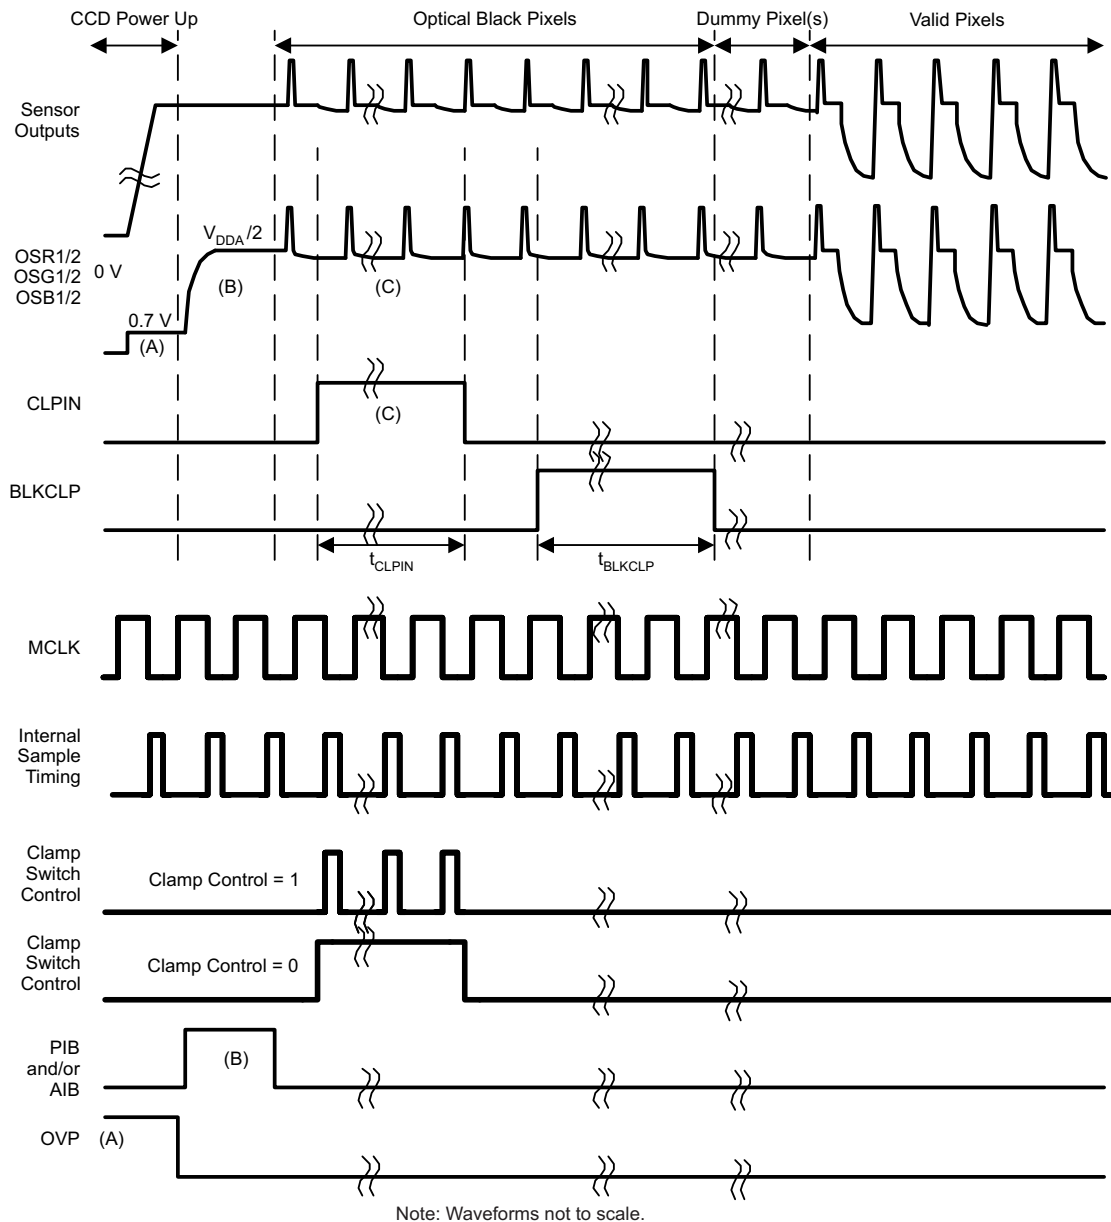 CCD Power Up
Optical Black Pixels
Dummy Pixel(s)
Valid Pixels
Sensor
Outputs
V_DDA/2
OSR1/2
OSG1/2
OSB1/2
0 V
(B)
(C)
0.7 V
(A)
CLPIN
(C)
BLKCLP
t_CLPIN
t_BLKCLP
MCLK
Internal
Sample
Timing
Clamp
Switch
Control
Clamp Control = 1
Clamp
Switch
Control
Clamp Control = 0
PIB
and/or
AIB
(B)
OVP
(A)
Note: Waveforms not to scale.